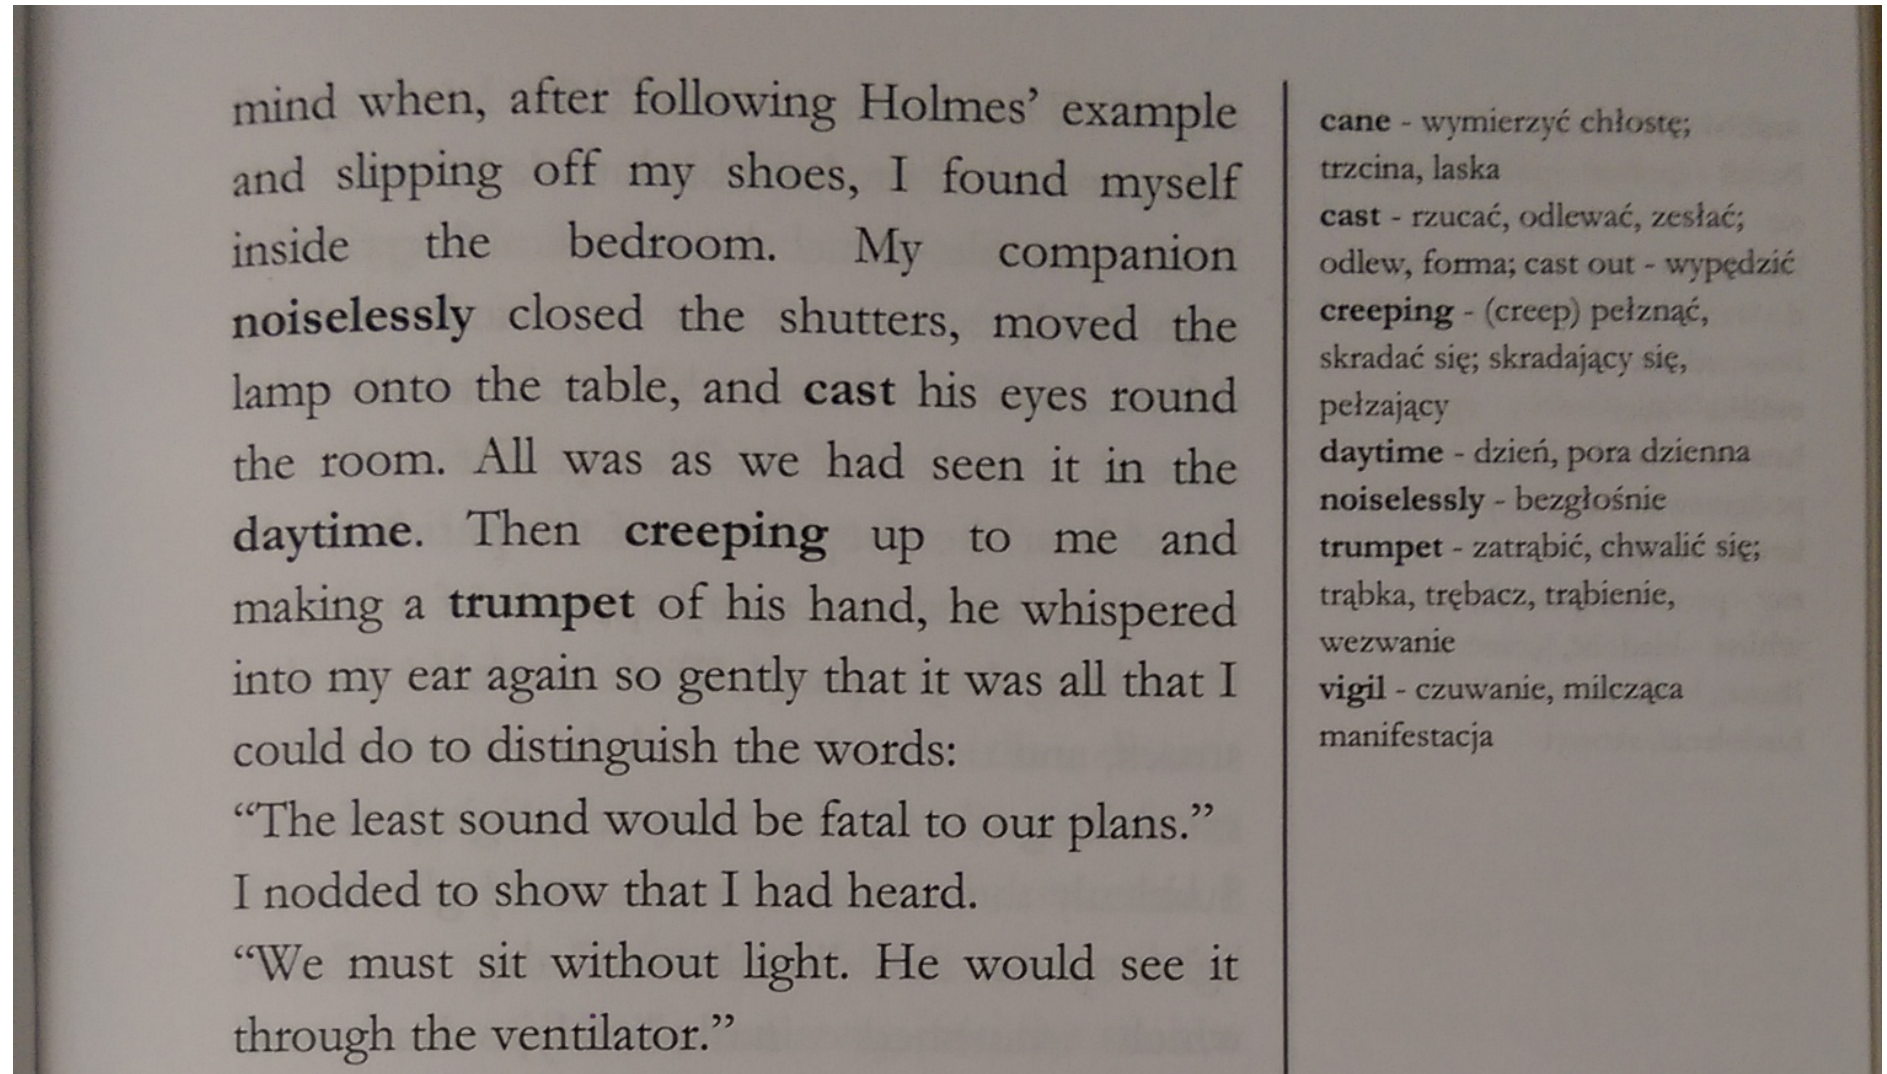 mind when, after following Holmes’ example
and slipping off my shoes, I found myself
inside the bedroom. My companion
noiselessly closed the shutters, moved the
lamp onto the table, and cast his eyes round
the room. All was as we had seen it in the
daytime. Then creeping up to me and
making a trumpet of his hand, he whispered
into my ear again so gently that it was all that I
could do to distinguish the words:
“The least sound would be fatal to our plans.”
I nodded to show that I had heard.
“We must sit without light. He would see it
through the ventilator.”
cane - wymierzyć chłostę;
trzcina, laska
cast - rzucać, odlewać, zesłać;
odlew, forma; cast out - wypędzić
creeping - (creep) pełznąć,
skradać się; skradający się,
pełzający
daytime - dzień, pora dzienna
noiselessly - bezgłośnie
trumpet - zatrąbić, chwalić się;
trąbka, trębacz, trąbienie,
wezwanie
vigil - czuwanie, milcząca
manifestacja